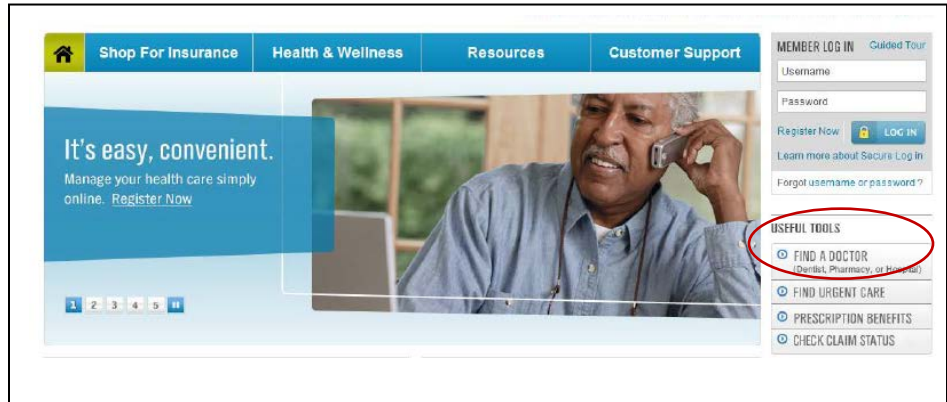 Shop For Insurance
Health & Wellness
Resources
Customer Support
It's easy, convenient.
Manage your health care simply
online. Register Now
1 2 3 4 5
MEMBER LOG IN Guided Tour
Username
Password
Register Now LOG IN
Learn more about Secure Log in
Forgot username or password ?
USEFUL TOOLS
FIND A DOCTOR
(Dentist, Pharmacy, or Hospital)
FIND URGENT CARE
PRESCRIPTION BENEFITS
CHECK CLAIM STATUS